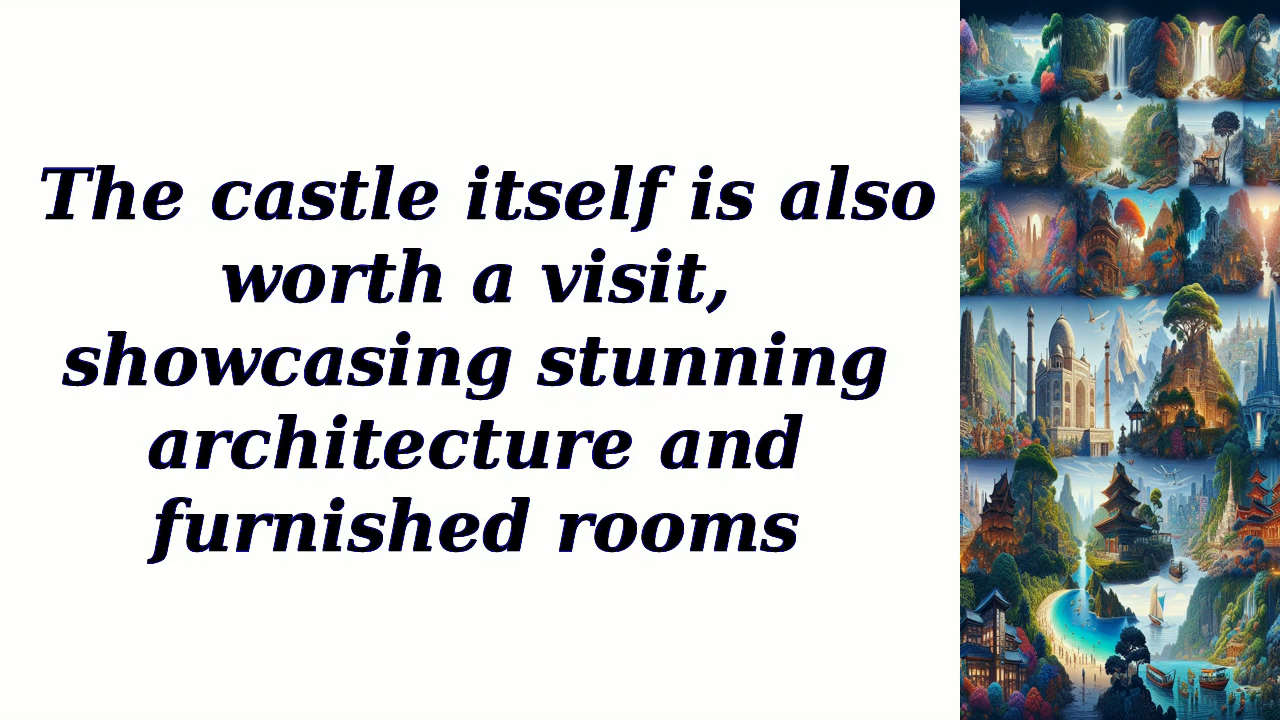 The castle itself is also
worth a visit,
showcasing stunning
architecture and
furnished rooms